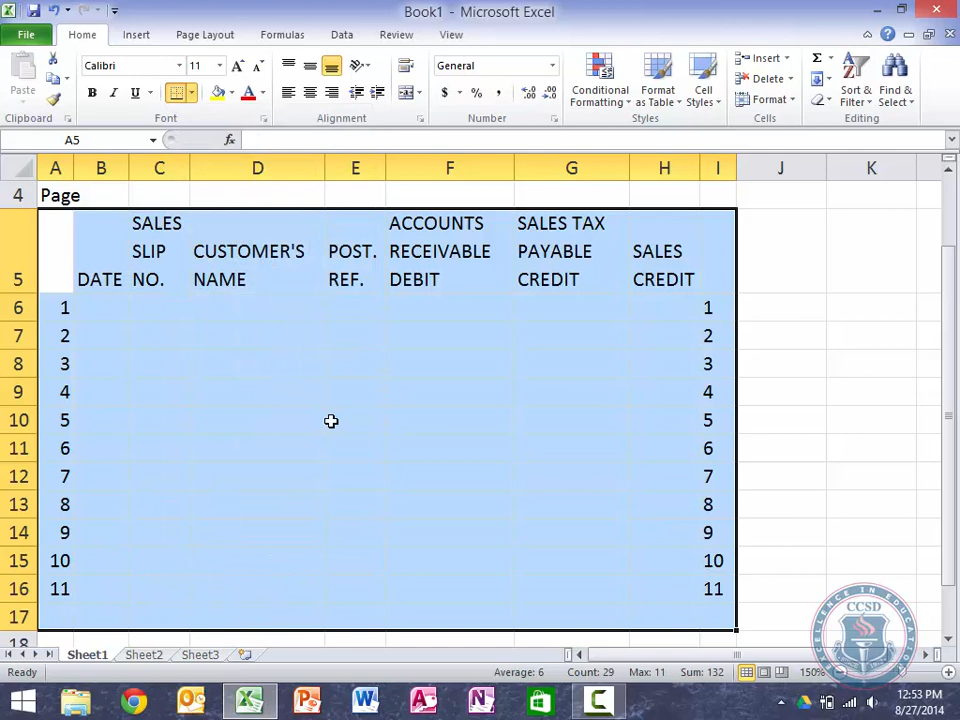 Book1 - Microsoft Excel
File Home Insert Page Layout Formulas Data Review View
Paste
Calibri 11
B I U
A
General
$ % ,
Conditional Formatting
Format as Table
Cell Styles
Insert
Delete
Format
Σ
Sort & Filter
Find & Select
Clipboard Font Alignment Number Styles Cells Editing
A5 fx
A B C D E F G H I J K
4 Page
SALES ACCOUNTS SALES TAX
SLIP CUSTOMER'S POST. RECEIVABLE PAYABLE SALES
5 DATE NO. NAME REF. DEBIT CREDIT CREDIT
6 1 1
7 2 2
8 3 3
9 4 4
10 5 5
11 6 6
12 7 7
13 8 8
14 9 9
15 10 10
16 11 11
17
18
CCSD
Sheet1 Sheet2 Sheet3
Ready Average: 6 Count: 29 Max: 11 Sum: 132 150%
12:53 PM
8/27/2014